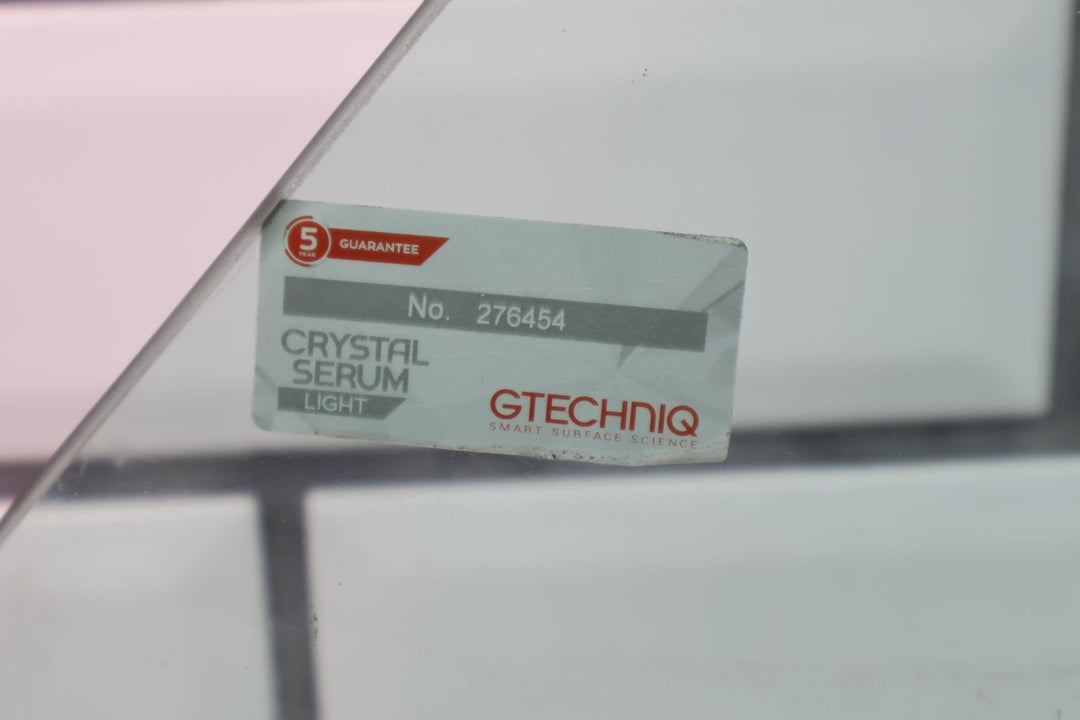 5 YEAR GUARANTEE
No. 276454
CRYSTAL
SERUM
LIGHT
GTECHNIQ
SMART SURFACE SCIENCE